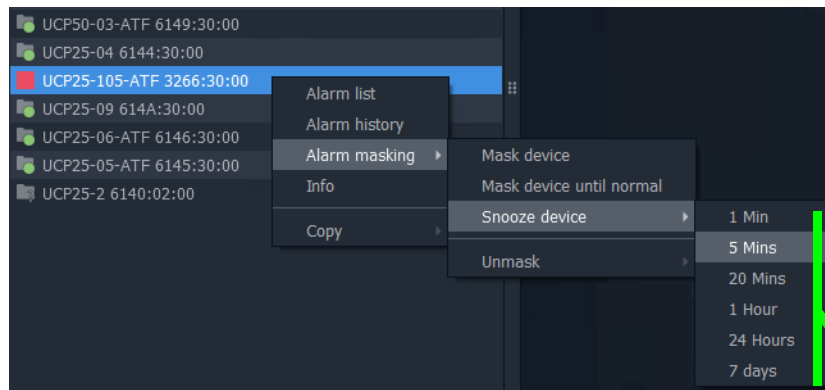 UCP50-03-ATF 6149:30:00
UCP25-04 6144:30:00
UCP25-105-ATF 3266:30:00
UCP25-09 614A:30:00
UCP25-06-ATF 6146:30:00
UCP25-05-ATF 6145:30:00
UCP25-2 6140:02:00
Alarm list
Alarm history
Alarm masking
Info
Copy
Mask device
Mask device until normal
Snooze device
Unmask
1 Min
5 Mins
20 Mins
1 Hour
24 Hours
7 days